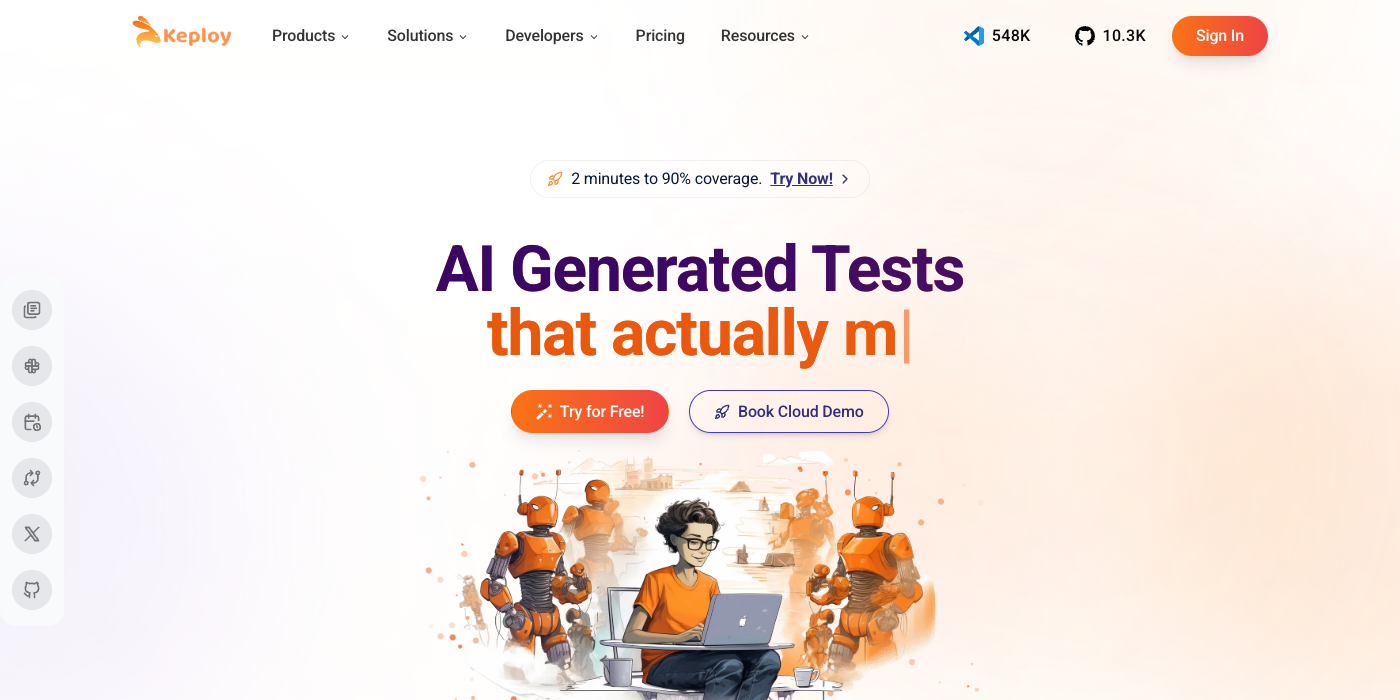 Keploy
Products
Solutions
Developers
Pricing
Resources
548K
10.3K
Sign In
2 minutes to 90% coverage. Try Now!
AI Generated Tests
that actually m
Try for Free!
Book Cloud Demo